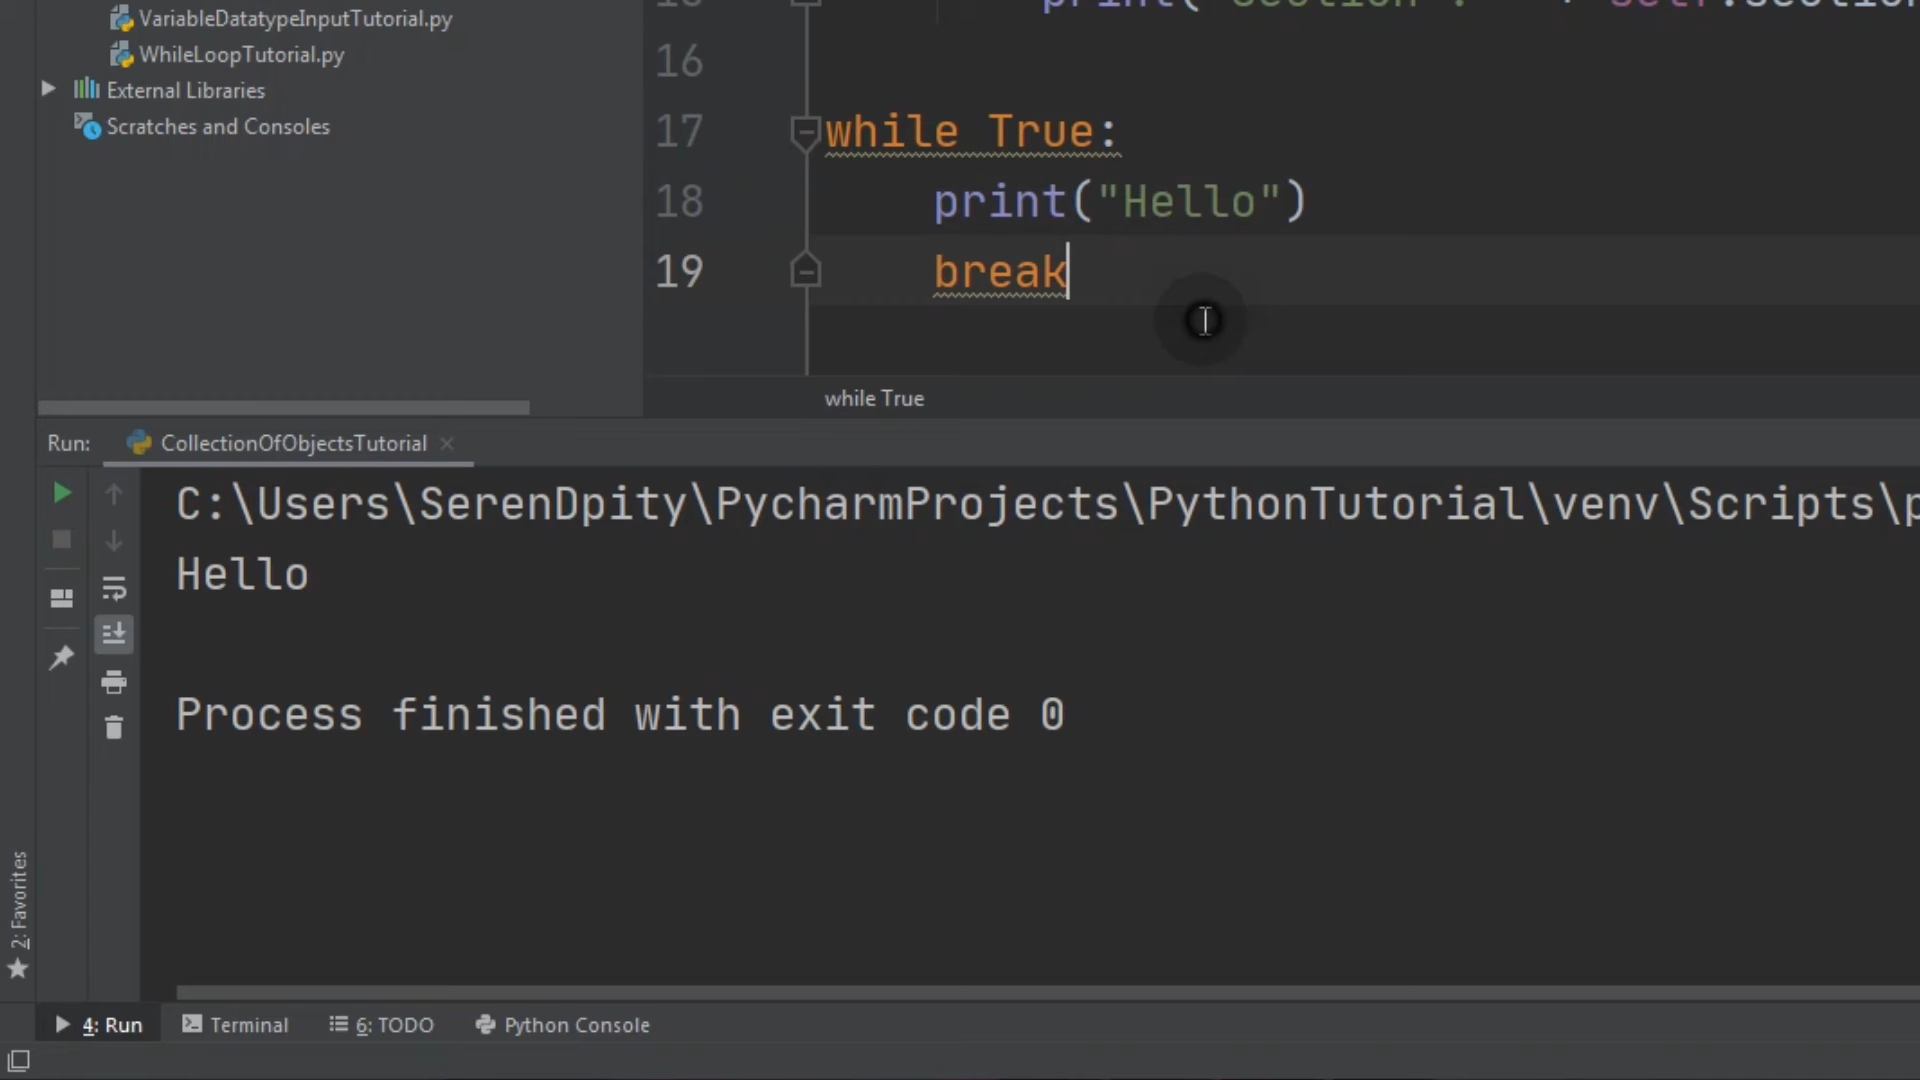 VariableDatatypeInputTutorial.py
WhileLoopTutorial.py
External Libraries
Scratches and Consoles
16
17 while True:
18 print("Hello")
19 break
while True
Run: CollectionOfObjectsTutorial
C:\Users\SerenDpity\PycharmProjects\PythonTutorial\venv\Scripts\p
Hello
Process finished with exit code 0
2: Favorites
4: Run Terminal 6: TODO Python Console